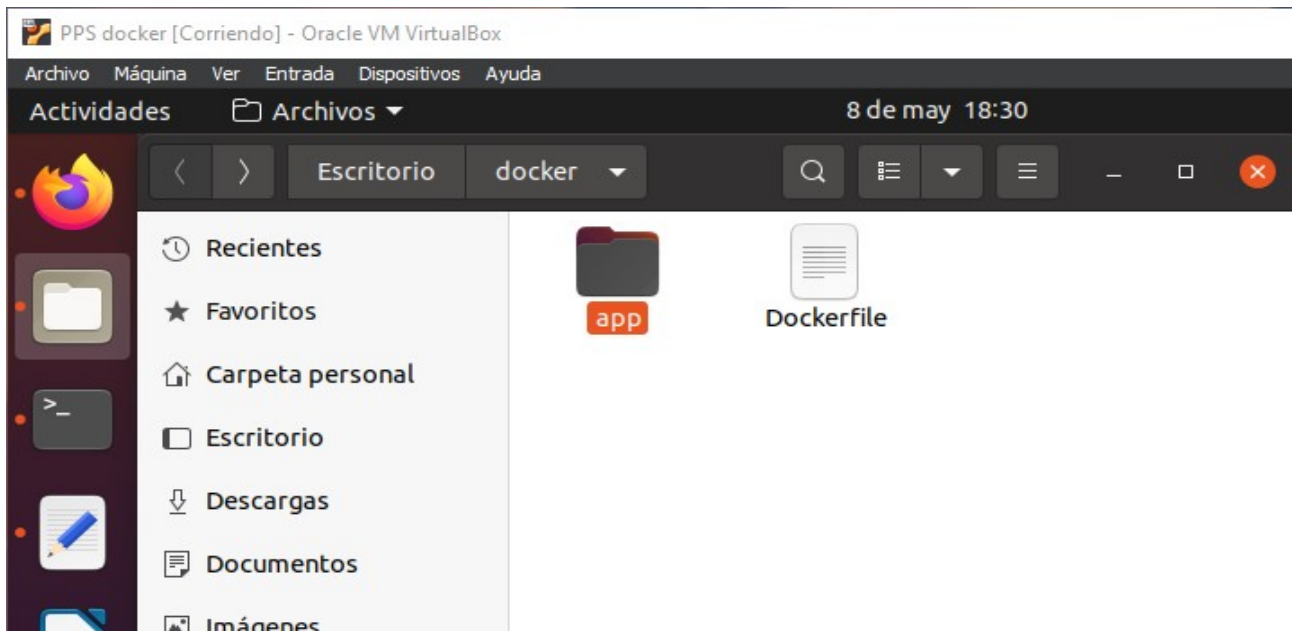 PPS docker [Corriendo] - Oracle VM VirtualBox
Archivo Máquina Ver Entrada Dispositivos Ayuda
Actividades Archivos 8 de may 18:30
Escritorio docker
Recientes
Favoritos
Carpeta personal
Escritorio
Descargas
Documentos
Imágenes
app
Dockerfile